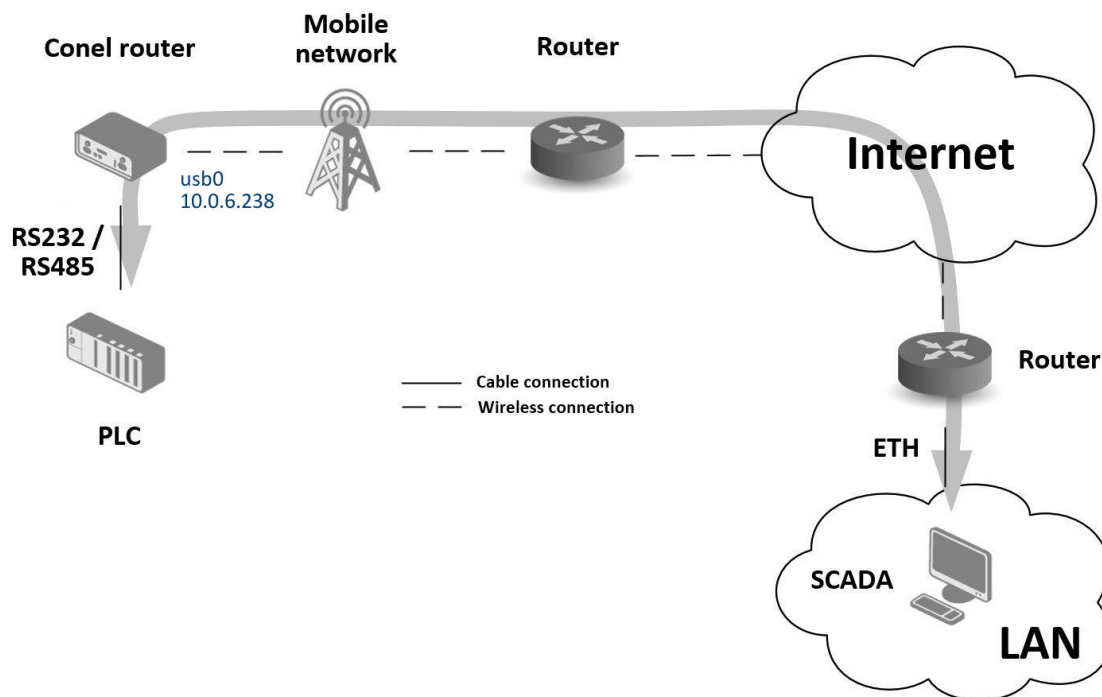 Conel router
Mobile
network
Router
Internet
usb0
10.0.6.238
RS232 /
RS485
Router
Cable connection
Wireless connection
PLC
ETH
SCADA
LAN